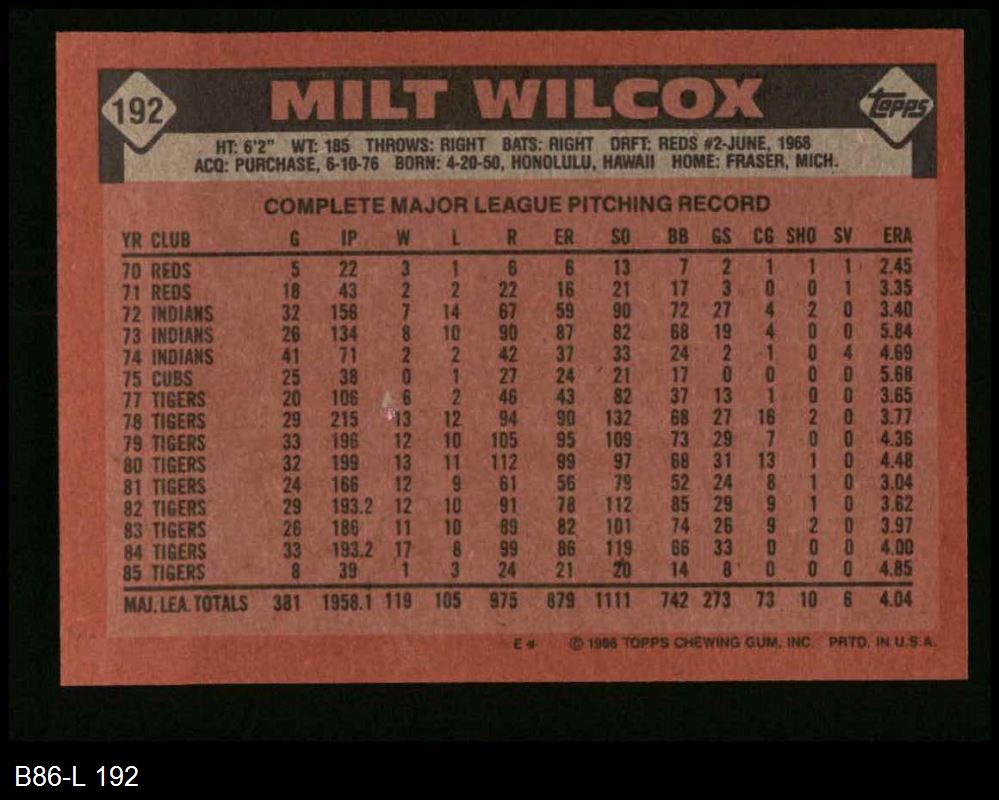 192 MILT WILCOX Topps
HT: 6'2" WT: 185 THROWS: RIGHT BATS: RIGHT DRFT: REDS #2-JUNE, 1968
ACQ: PURCHASE, 6-10-76 BORN: 4-20-50, HONOLULU, HAWAII HOME: FRASER, MICH.
COMPLETE MAJOR LEAGUE PITCHING RECORD
YR CLUB G IP W L R ER SO BB GS CG SHO SV ERA
70 REDS 5 22 3 1 6 6 13 7 2 1 1 1 2.45
71 REDS 18 43 2 2 22 16 21 17 3 0 0 1 3.35
72 INDIANS 32 156 7 14 67 59 90 72 27 4 2 0 3.40
73 INDIANS 26 134 8 10 90 87 82 68 19 4 0 0 5.84
74 INDIANS 41 71 2 2 42 37 33 24 2 1 0 4 4.69
75 CUBS 25 38 0 1 27 24 21 17 0 0 0 0 5.68
77 TIGERS 20 106 6 2 46 43 82 37 13 1 0 0 3.65
78 TIGERS 29 215 13 12 94 90 132 68 27 16 2 0 3.77
79 TIGERS 33 196 12 10 105 95 109 73 29 7 0 0 4.36
80 TIGERS 32 199 13 11 112 99 97 68 31 13 1 0 4.48
81 TIGERS 24 166 12 9 61 56 79 52 24 8 1 0 3.04
82 TIGERS 29 193.2 12 10 91 78 112 85 29 9 1 0 3.62
83 TIGERS 26 186 11 10 89 82 101 74 26 9 2 0 3.97
84 TIGERS 33 193.2 17 8 99 86 119 66 33 0 0 0 4.00
85 TIGERS 8 39 1 3 24 21 20 14 8 0 0 0 4.85
MAJ. LEA. TOTALS 381 1958.1 119 105 975 879 1111 742 273 73 10 6 4.04
E# © 1986 TOPPS CHEWING GUM, INC. PRTD. IN U.S.A.
B86-L 192